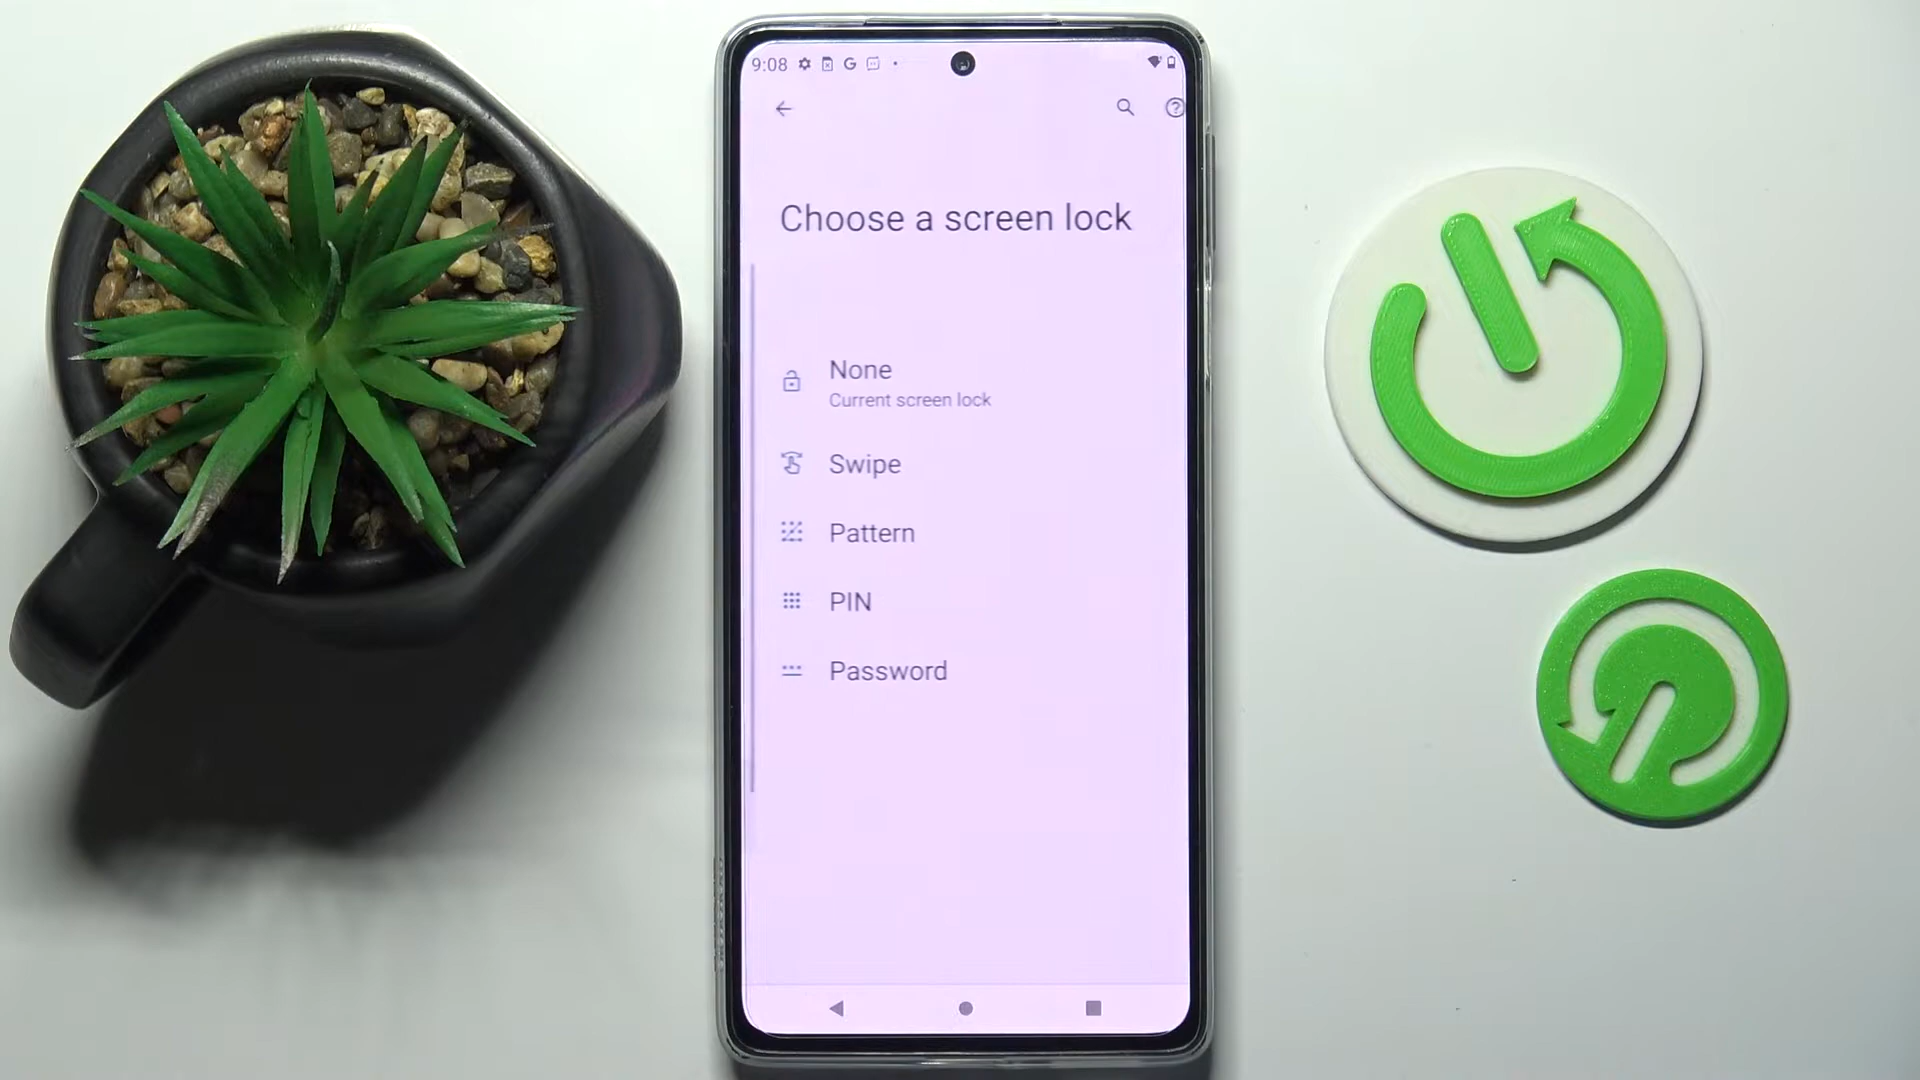 9:08
Choose a screen lock
None
Current screen lock
Swipe
Pattern
PIN
Password